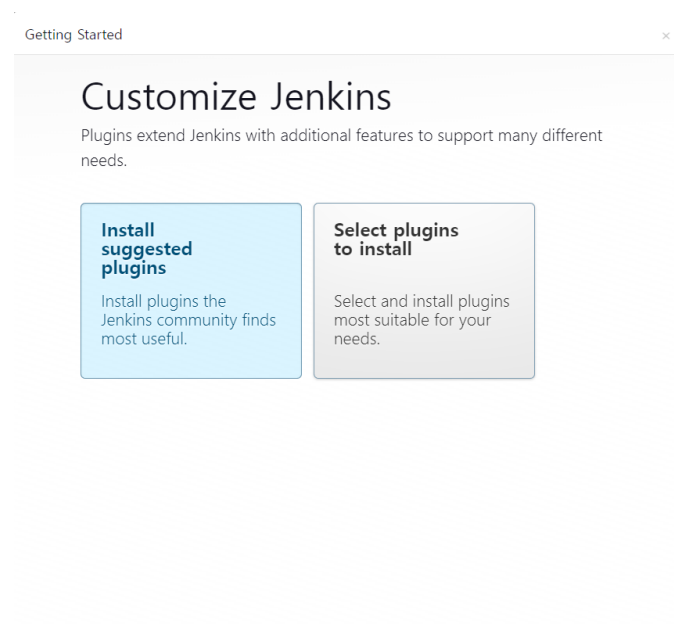 Getting Started
×
Customize Jenkins
Plugins extend Jenkins with additional features to support many different
needs.
Install
suggested
plugins
Install plugins the
Jenkins community finds
most useful.
Select plugins
to install
Select and install plugins
most suitable for your
needs.